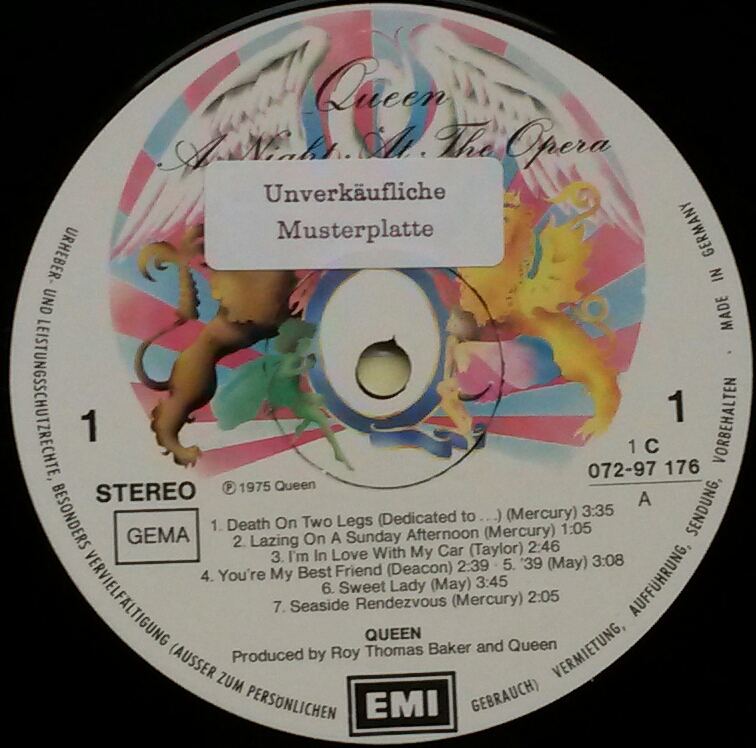 Queen
A Night At The Opera
Unverkäufliche
Musterplatte
1
1
1 C
072-97 176
A
STEREO
℗ 1975 Queen
GEMA
1. Death On Two Legs (Dedicated to ...) (Mercury) 3:35
2. Lazing On A Sunday Afternoon (Mercury) 1:05
3. I'm In Love With My Car (Taylor) 2:46
4. You're My Best Friend (Deacon) 2:39 · 5. '39 (May) 3:08
6. Sweet Lady (May) 3:45
7. Seaside Rendezvous (Mercury) 2:05
QUEEN
Produced by Roy Thomas Baker and Queen
EMI
URHEBER- UND LEISTUNGSSCHUTZRECHTE, BESONDERS VERVIELFÄLTIGUNG (AUSSER ZUM PERSÖNLICHEN GEBRAUCH) VERMIETUNG, AUFFÜHRUNG, SENDUNG, VORBEHALTEN · MADE IN GERMANY